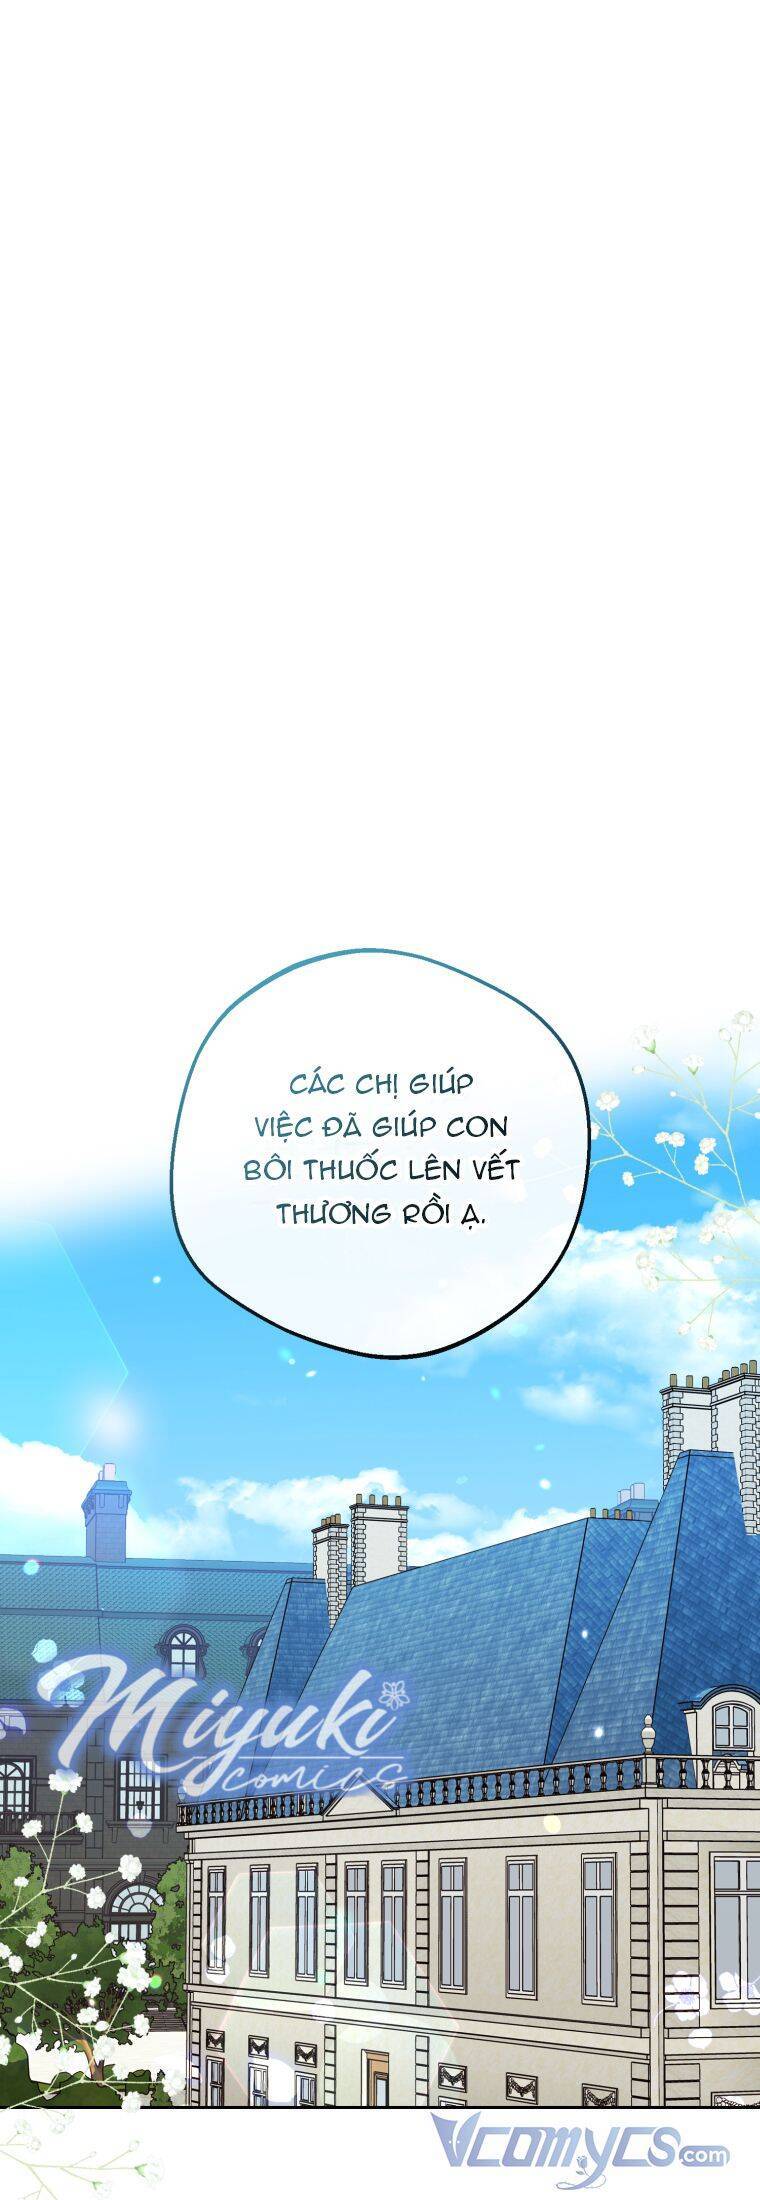 CÁC CHỊ GIÚP
VIỆC ĐÃ GIÚP CON
BÔI THUỐC LÊN VẾT
THƯƠNG RỒI Ạ.
Miyuki
comics
VCOMYCS.com